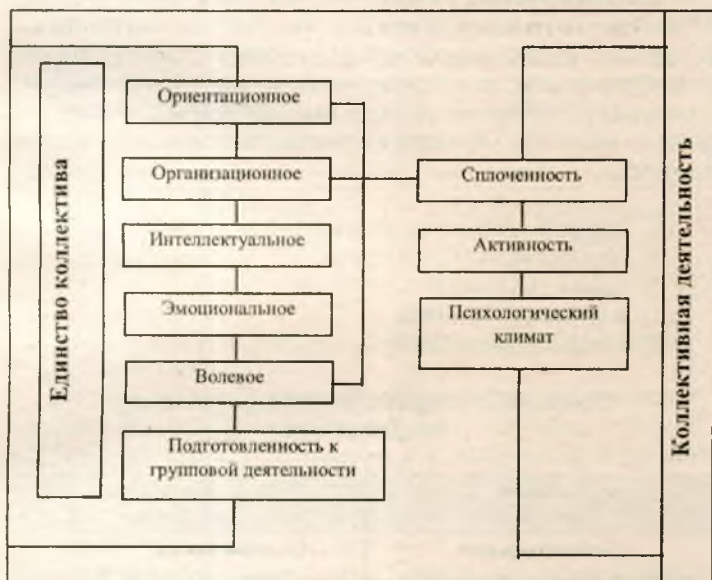 Единство коллектива
Ориентационное
Организационное
Интеллектуальное
Эмоциональное
Волевое
Подготовленность к
групповой деятельности
Сплоченность
Активность
Психологический
климат
Коллективная деятельность